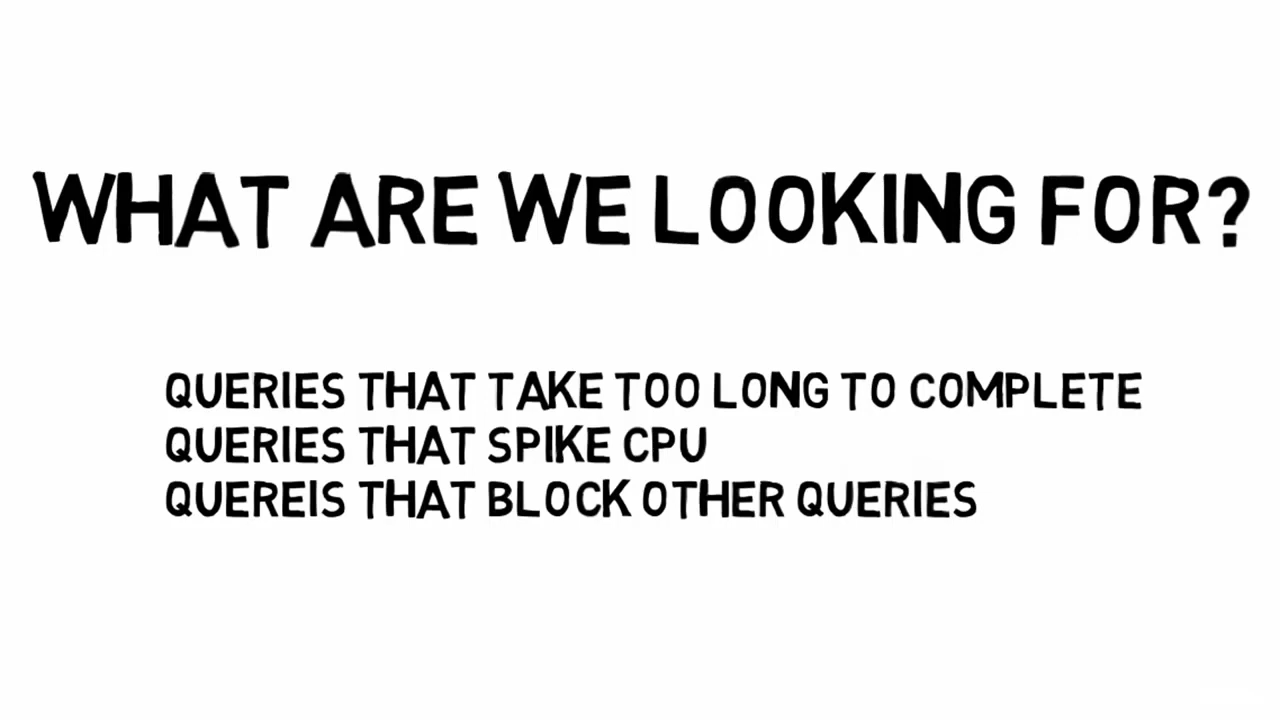 WHAT ARE WE LOOKING FOR?
QUERIES THAT TAKE TOO LONG TO COMPLETE
QUERIES THAT SPIKE CPU
QUEREIS THAT BLOCK OTHER QUERIES